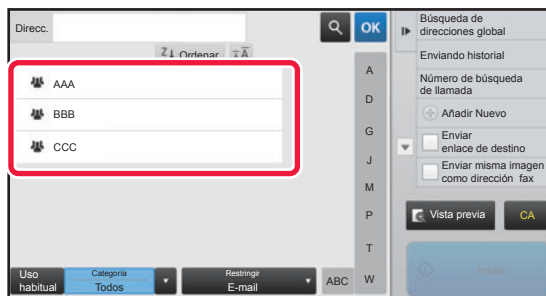 Direcc.
OK
Ordenar
AAA
BBB
CCC
A
D
G
J
M
P
T
W
Uso
habitual
Categoría
Todos
Restringir
E-mail
ABC
Búsqueda de
direcciones global
Enviando historial
Número de búsqueda
de llamada
Añadir Nuevo
Enviar
enlace de destino
Enviar misma imagen
como dirección fax
Vista previa
CA
Iniciar